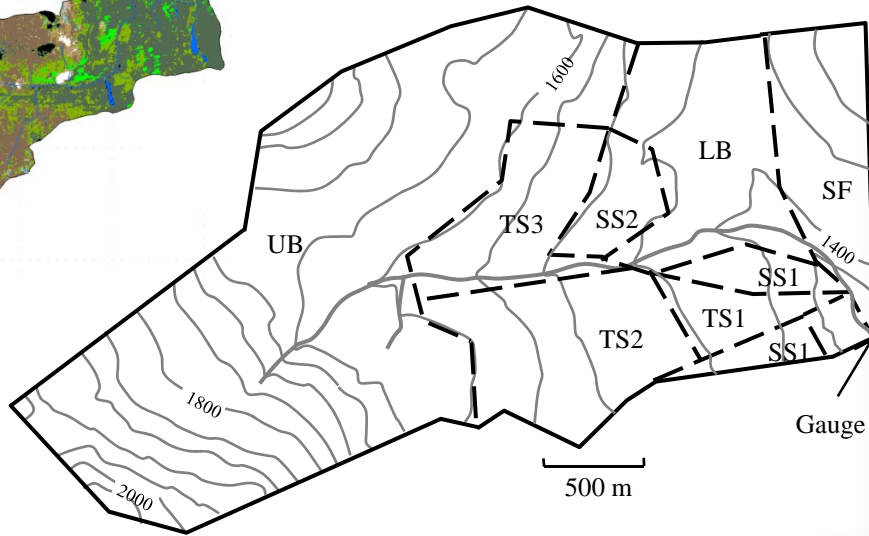 1600
LB
SF
TS3
SS2
UB
1400
SS1
TS1
TS2
SS1
1800
Gauge
500 m
2000